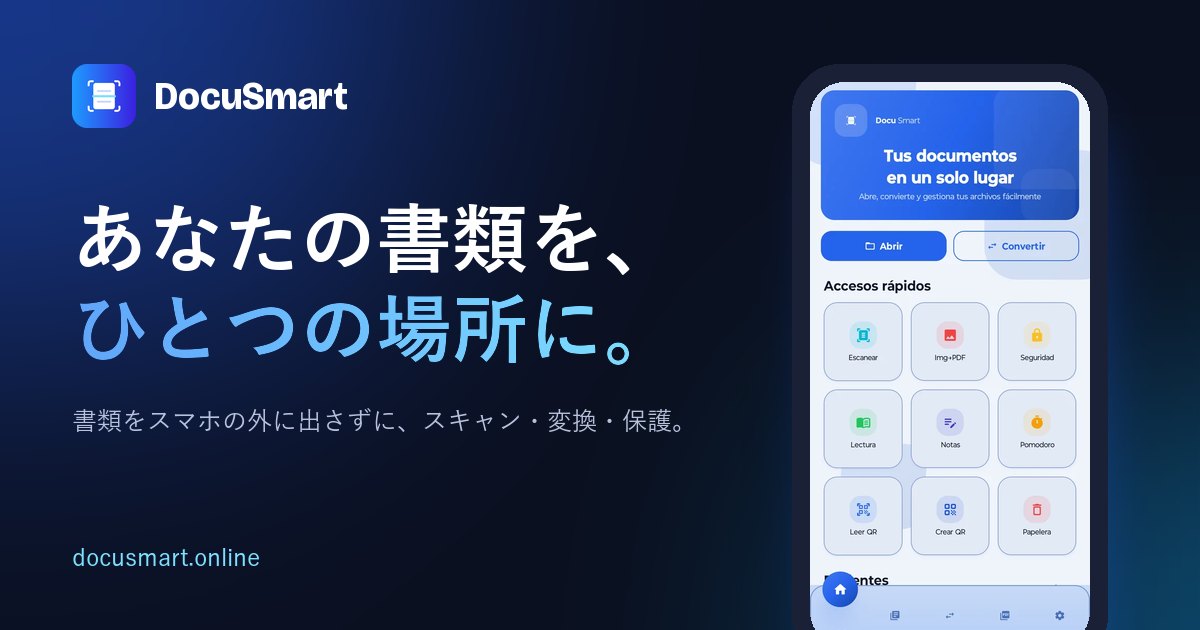 DocuSmart
あなたの書類を、
ひとつの場所に。
書類をスマホの外に出さずに、スキャン・変換・保護。
docusmart.online
Docu Smart
Tus documentos
en un solo lugar
Abre, convierte y gestiona tus archivos fácilmente
Abrir
Convertir
Accesos rápidos
Escanear
Img→PDF
Seguridad
Lectura
Notas
Pomodoro
Leer QR
Crear QR
Papelera